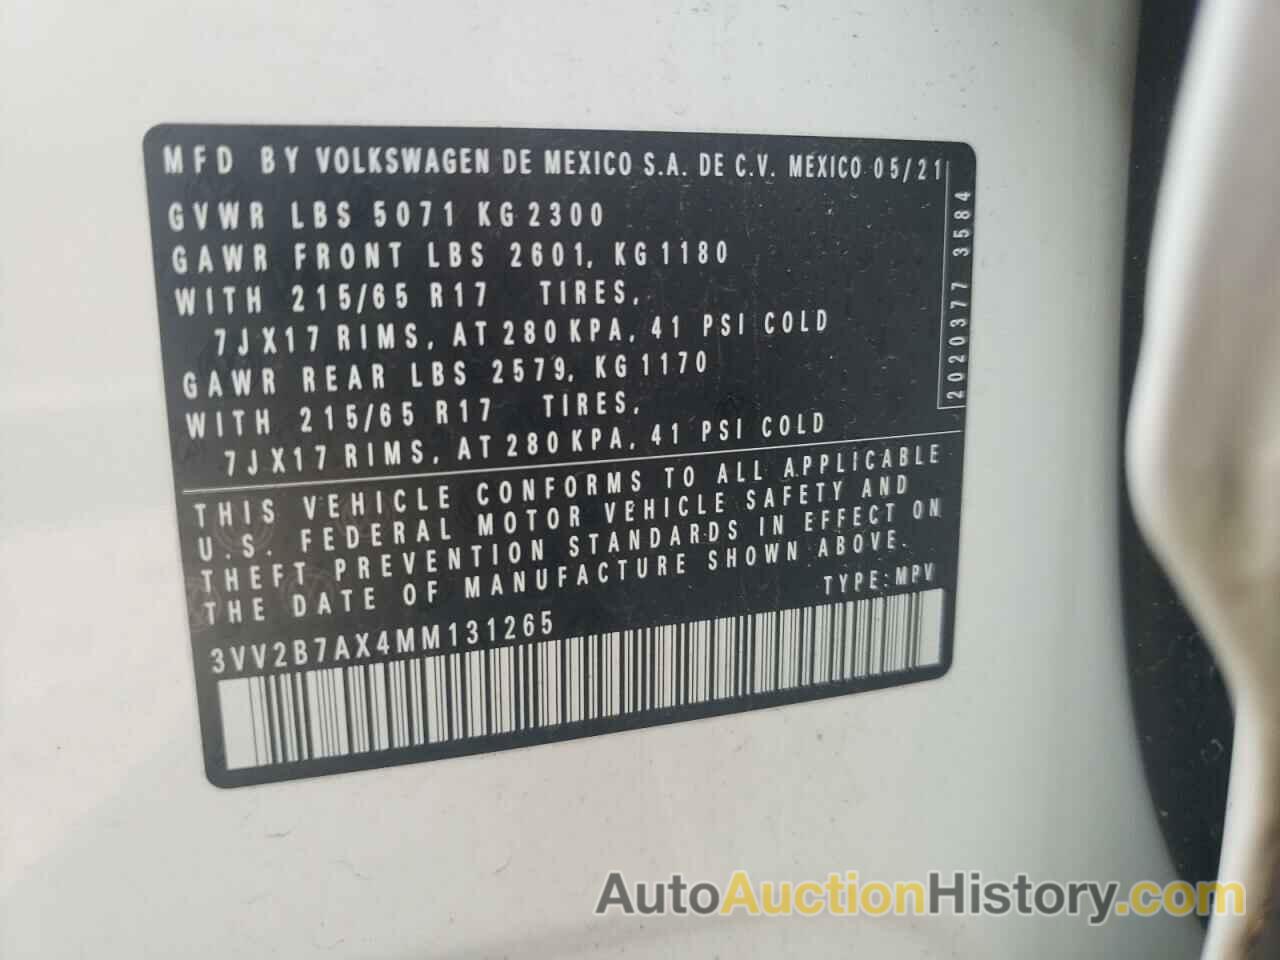 MFD BY VOLKSWAGEN DE MEXICO S.A. DE C.V. MEXICO 05/21
GVWR LBS 5071 KG 2300
GAWR FRONT LBS 2601, KG 1180
WITH 215/65 R17 TIRES,
7JX17 RIMS, AT 280 KPA, 41 PSI COLD
GAWR REAR LBS 2579, KG 1170
WITH 215/65 R17 TIRES,
7JX17 RIMS, AT 280 KPA, 41 PSI COLD
2020377 3584
THIS VEHICLE CONFORMS TO ALL APPLICABLE
U.S. FEDERAL MOTOR VEHICLE SAFETY AND
THEFT PREVENTION STANDARDS IN EFFECT ON
THE DATE OF MANUFACTURE SHOWN ABOVE.
TYPE: MPV
3VV2B7AX4MM131265
AutoAuctionHistory.com